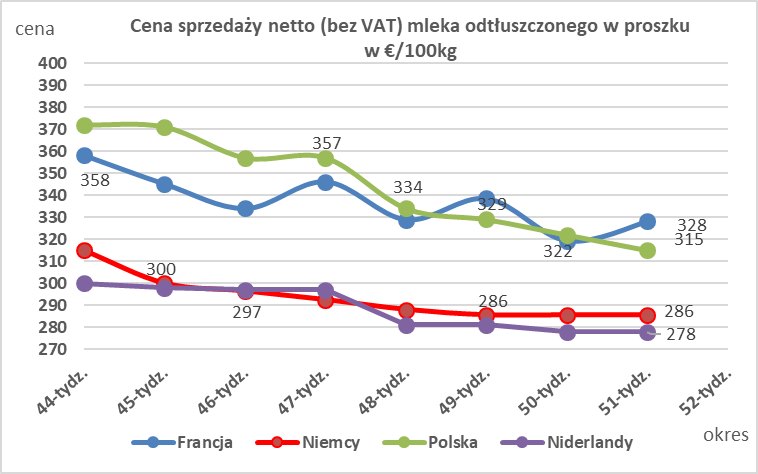 cena
Cena sprzedaży netto (bez VAT) mleka odtłuszczonego w proszku
w €/100kg
400
390
380
370
360
350
340
330
320
310
300
290
280
270
358
300
297
357
334
329
286
322
328
315
286
278
44-tydz.
45-tydz.
46-tydz.
47-tydz.
48-tydz.
49-tydz.
50-tydz.
51-tydz.
52-tydz.
okres
Francja
Niemcy
Polska
Niderlandy